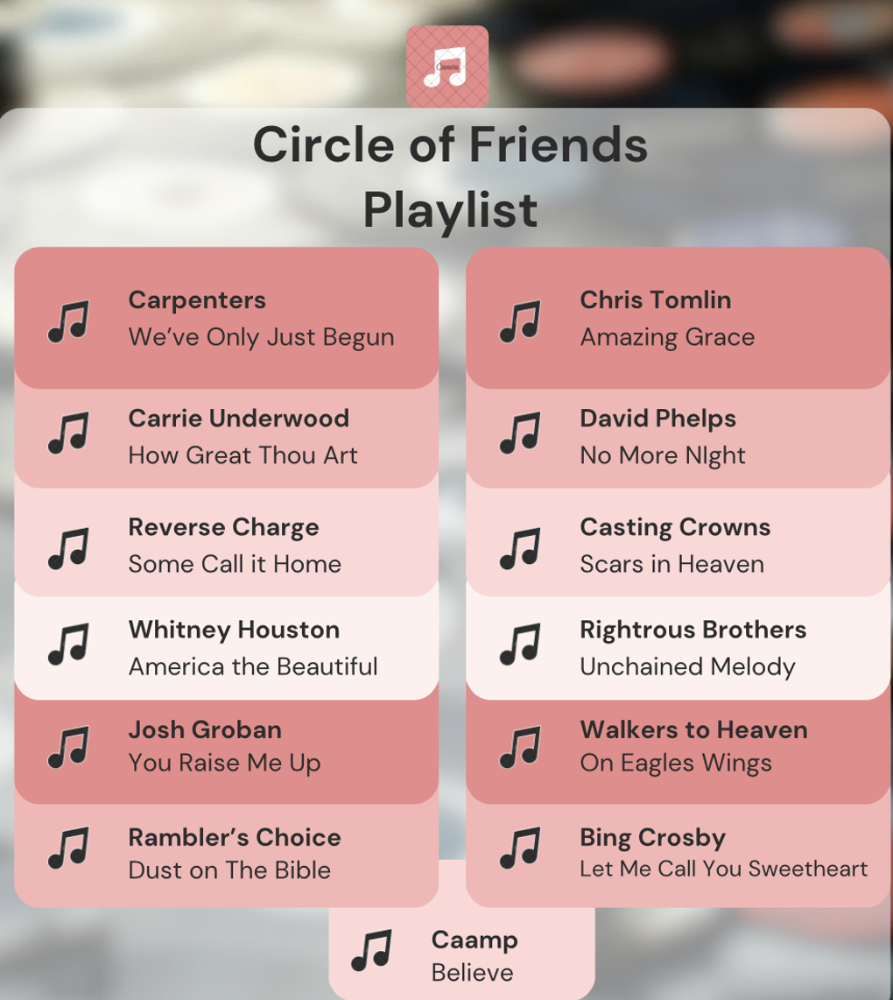 Canva
Circle of Friends
Playlist
Carpenters
We’ve Only Just Begun
Carrie Underwood
How Great Thou Art
Reverse Charge
Some Call it Home
Whitney Houston
America the Beautiful
Josh Groban
You Raise Me Up
Rambler’s Choice
Dust on The Bible
Chris Tomlin
Amazing Grace
David Phelps
No More NIght
Casting Crowns
Scars in Heaven
Rightrous Brothers
Unchained Melody
Walkers to Heaven
On Eagles Wings
Bing Crosby
Let Me Call You Sweetheart
Caamp
Believe